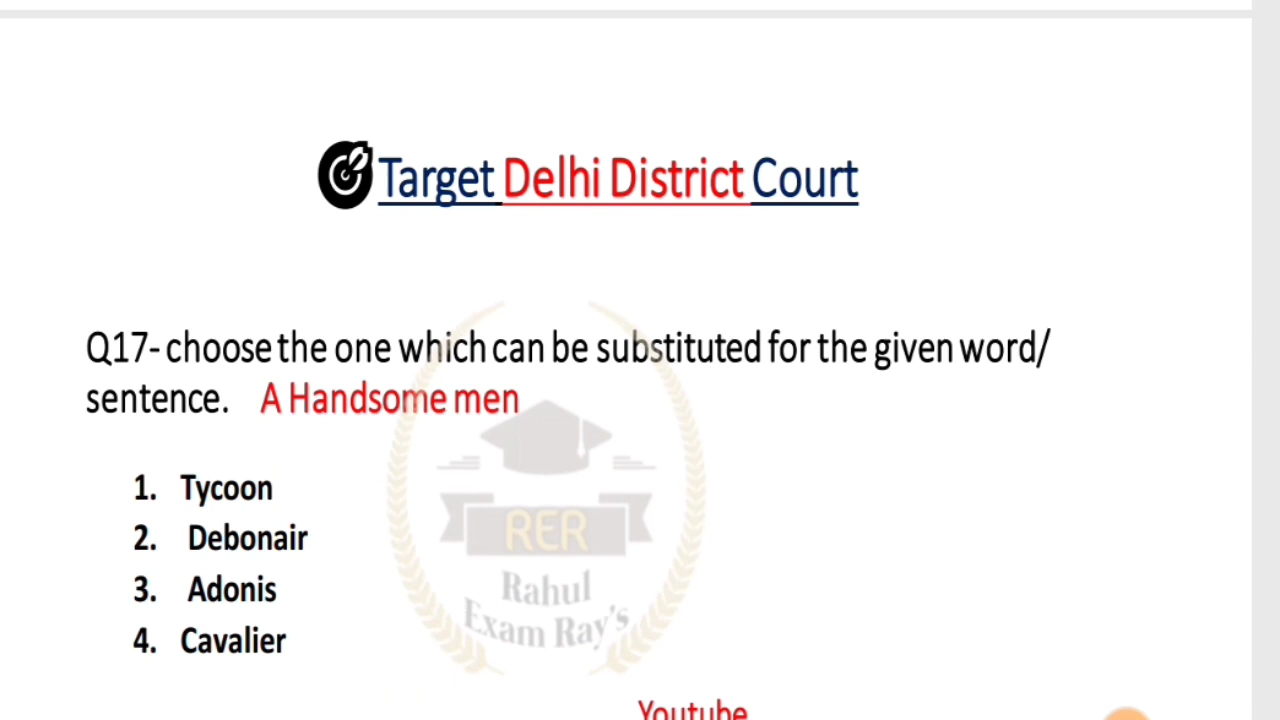 Target Delhi District Court
Q17- choose the one which can be substituted for the given word/
sentence. A Handsome men
1. Tycoon
2. Debonair
3. Adonis
4. Cavalier
RER
Rahul
Exam Ray's
Youtube